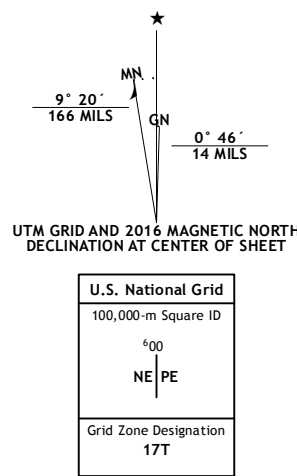 ★
MN
9° 20´
166 MILS
GN
0° 46´
14 MILS
UTM GRID AND 2016 MAGNETIC NORTH
DECLINATION AT CENTER OF SHEET
U.S. National Grid
100,000-m Square ID
⁶00
NE PE
Grid Zone Designation
17T